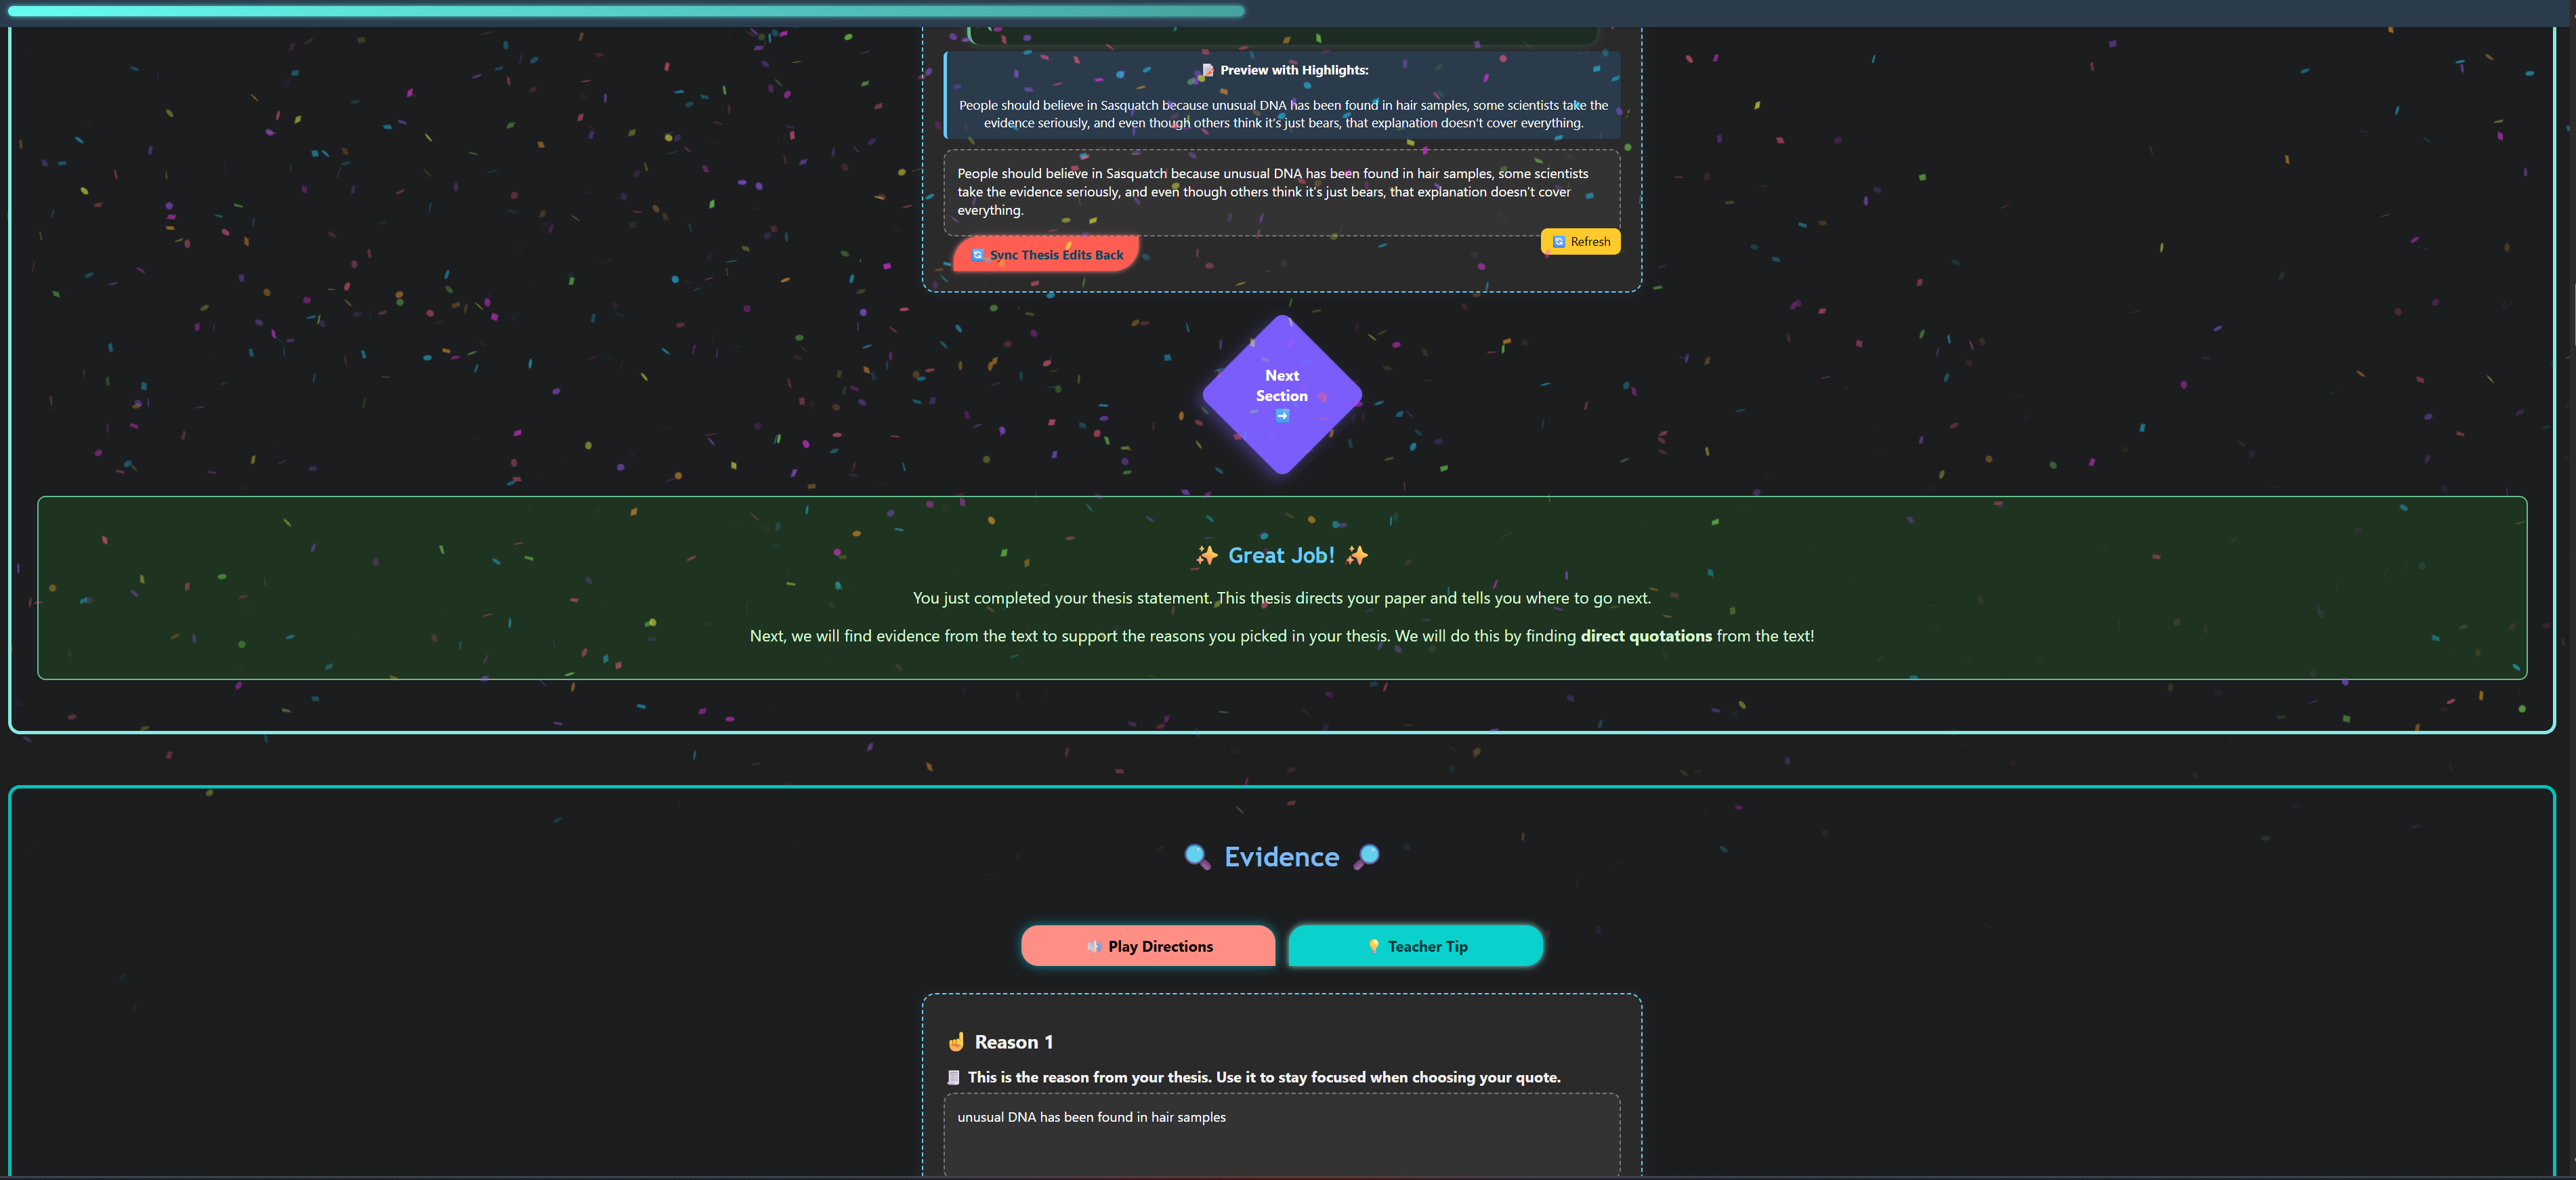 Preview with Highlights:
People should believe in Sasquatch because unusual DNA has been found in hair samples, some scientists take the
evidence seriously, and even though others think it’s just bears, that explanation doesn’t cover everything.
People should believe in Sasquatch because unusual DNA has been found in hair samples, some scientists
take the evidence seriously, and even though others think it’s just bears, that explanation doesn’t cover
everything.
Refresh
Sync Thesis Edits Back
Next
Section
Great Job!
You just completed your thesis statement. This thesis directs your paper and tells you where to go next.
Next, we will find evidence from the text to support the reasons you picked in your thesis. We will do this by finding direct quotations from the text!
Evidence
Play Directions
Teacher Tip
Reason 1
This is the reason from your thesis. Use it to stay focused when choosing your quote.
unusual DNA has been found in hair samples